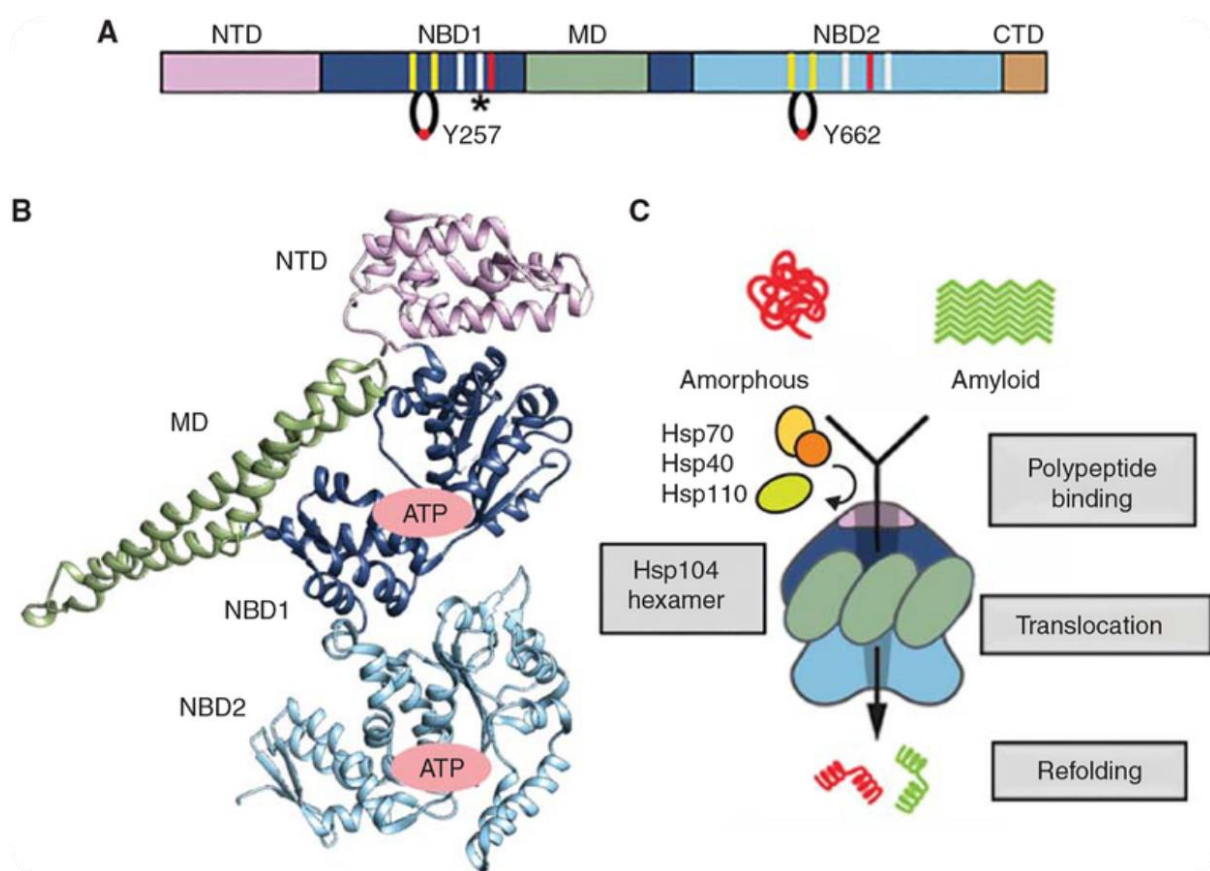 A
NTD NBD1 MD NBD2 CTD
*
Y257 Y662
B
NTD
MD
ATP
NBD1
NBD2
ATP
C
Amorphous Amyloid
Hsp70
Hsp40
Hsp110
Polypeptide
binding
Hsp104
hexamer
Translocation
Refolding